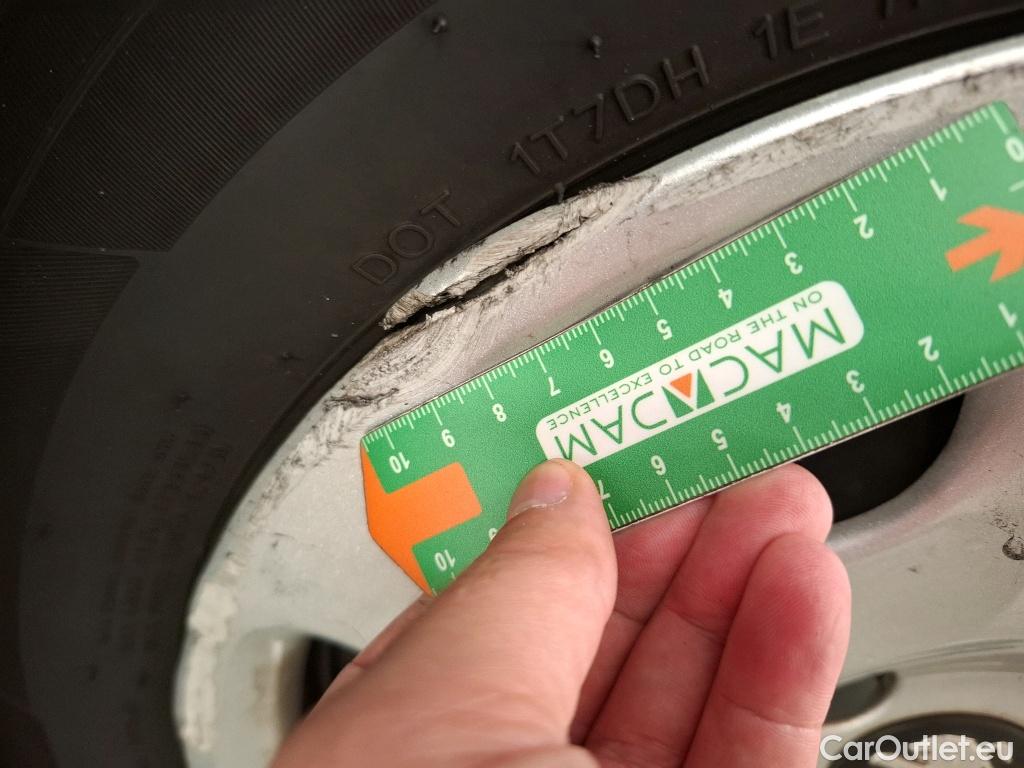 DOT 1T7DH 1E
0 1 2 3 4 5 6 7 8 9 10
MACADAM
ON THE ROAD TO EXCELLENCE
1 2 3 4 5 6 7 10
CarOutlet.eu